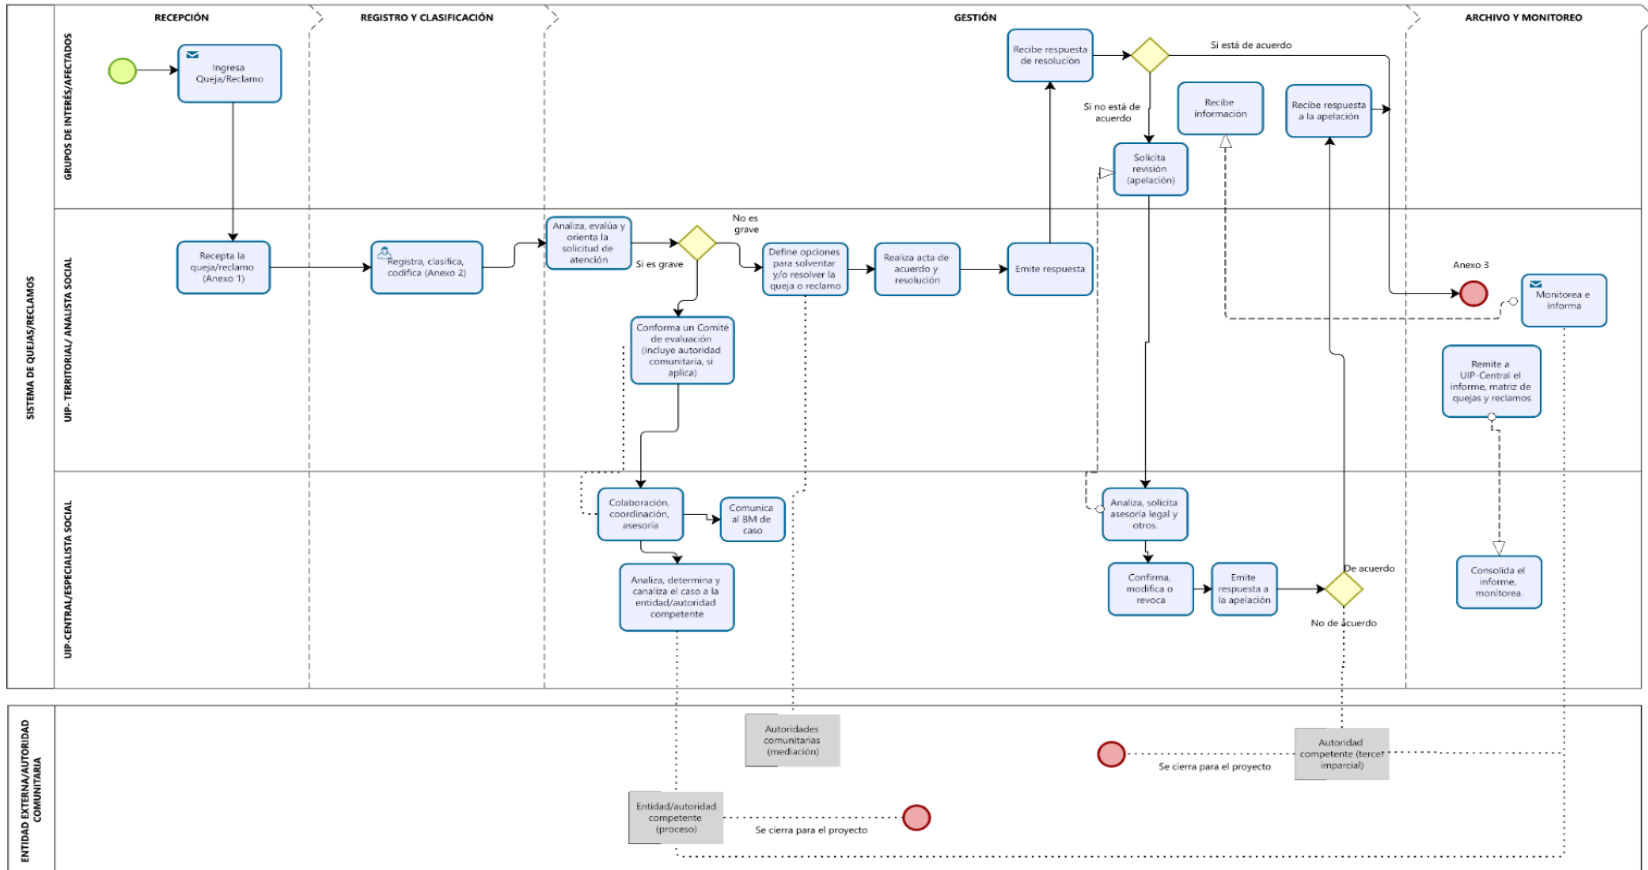 RECEPCIÓN
REGISTRO Y CLASIFICACIÓN
GESTIÓN
ARCHIVO Y MONITOREO
SISTEMA DE QUEJAS/RECLAMOS
GRUPOS DE INTERÉS/AFECTADOS
Ingresa
Queja/Reclamo
Recibe respuesta
de resolución
Si está de acuerdo
Si no está de
acuerdo
Recibe
información
Recibe respuesta
a la apelación
Solicita
revisión
(apelación)
UIP- TERRITORIAL/ ANALISTA SOCIAL
Recepta la
queja/reclamo
(Anexo 1)
Registra, clasifica,
codifica (Anexo 2)
Analiza, evalúa y
orienta la
solicitud de
atención
No es
grave
Si es grave
Define opciones
para solventar
y/o resolver la
queja o reclamo
Realiza acta de
acuerdo y
resolución
Emite respuesta
Anexo 3
Monitorea e
informa
Conforma un Comité
de evaluación
(incluye autoridad
comunitaria, si
aplica)
Remite a
UIP-Central el
informe, matriz de
quejas y reclamos
UIP-CENTRAL/ESPECIALISTA SOCIAL
Colaboración,
coordinación,
asesoría
Comunica
al BM de
caso
Analiza, determina y
canaliza el caso a la
entidad/autoridad
competente
Analiza, solicita
asesoría legal y
otros.
Confirma,
modifica o
revoca
Emite
respuesta a
la apelación
De acuerdo
No de acuerdo
Consolida el
informe,
monitorea.
ENTIDAD EXTERNA/AUTORIDAD
COMUNITARIA
Autoridades
comunitarias
(mediación)
Autoridad
competente (tercer
imparcial)
Se cierra para el proyecto
Entidad/autoridad
competente
(proceso)
Se cierra para el proyecto